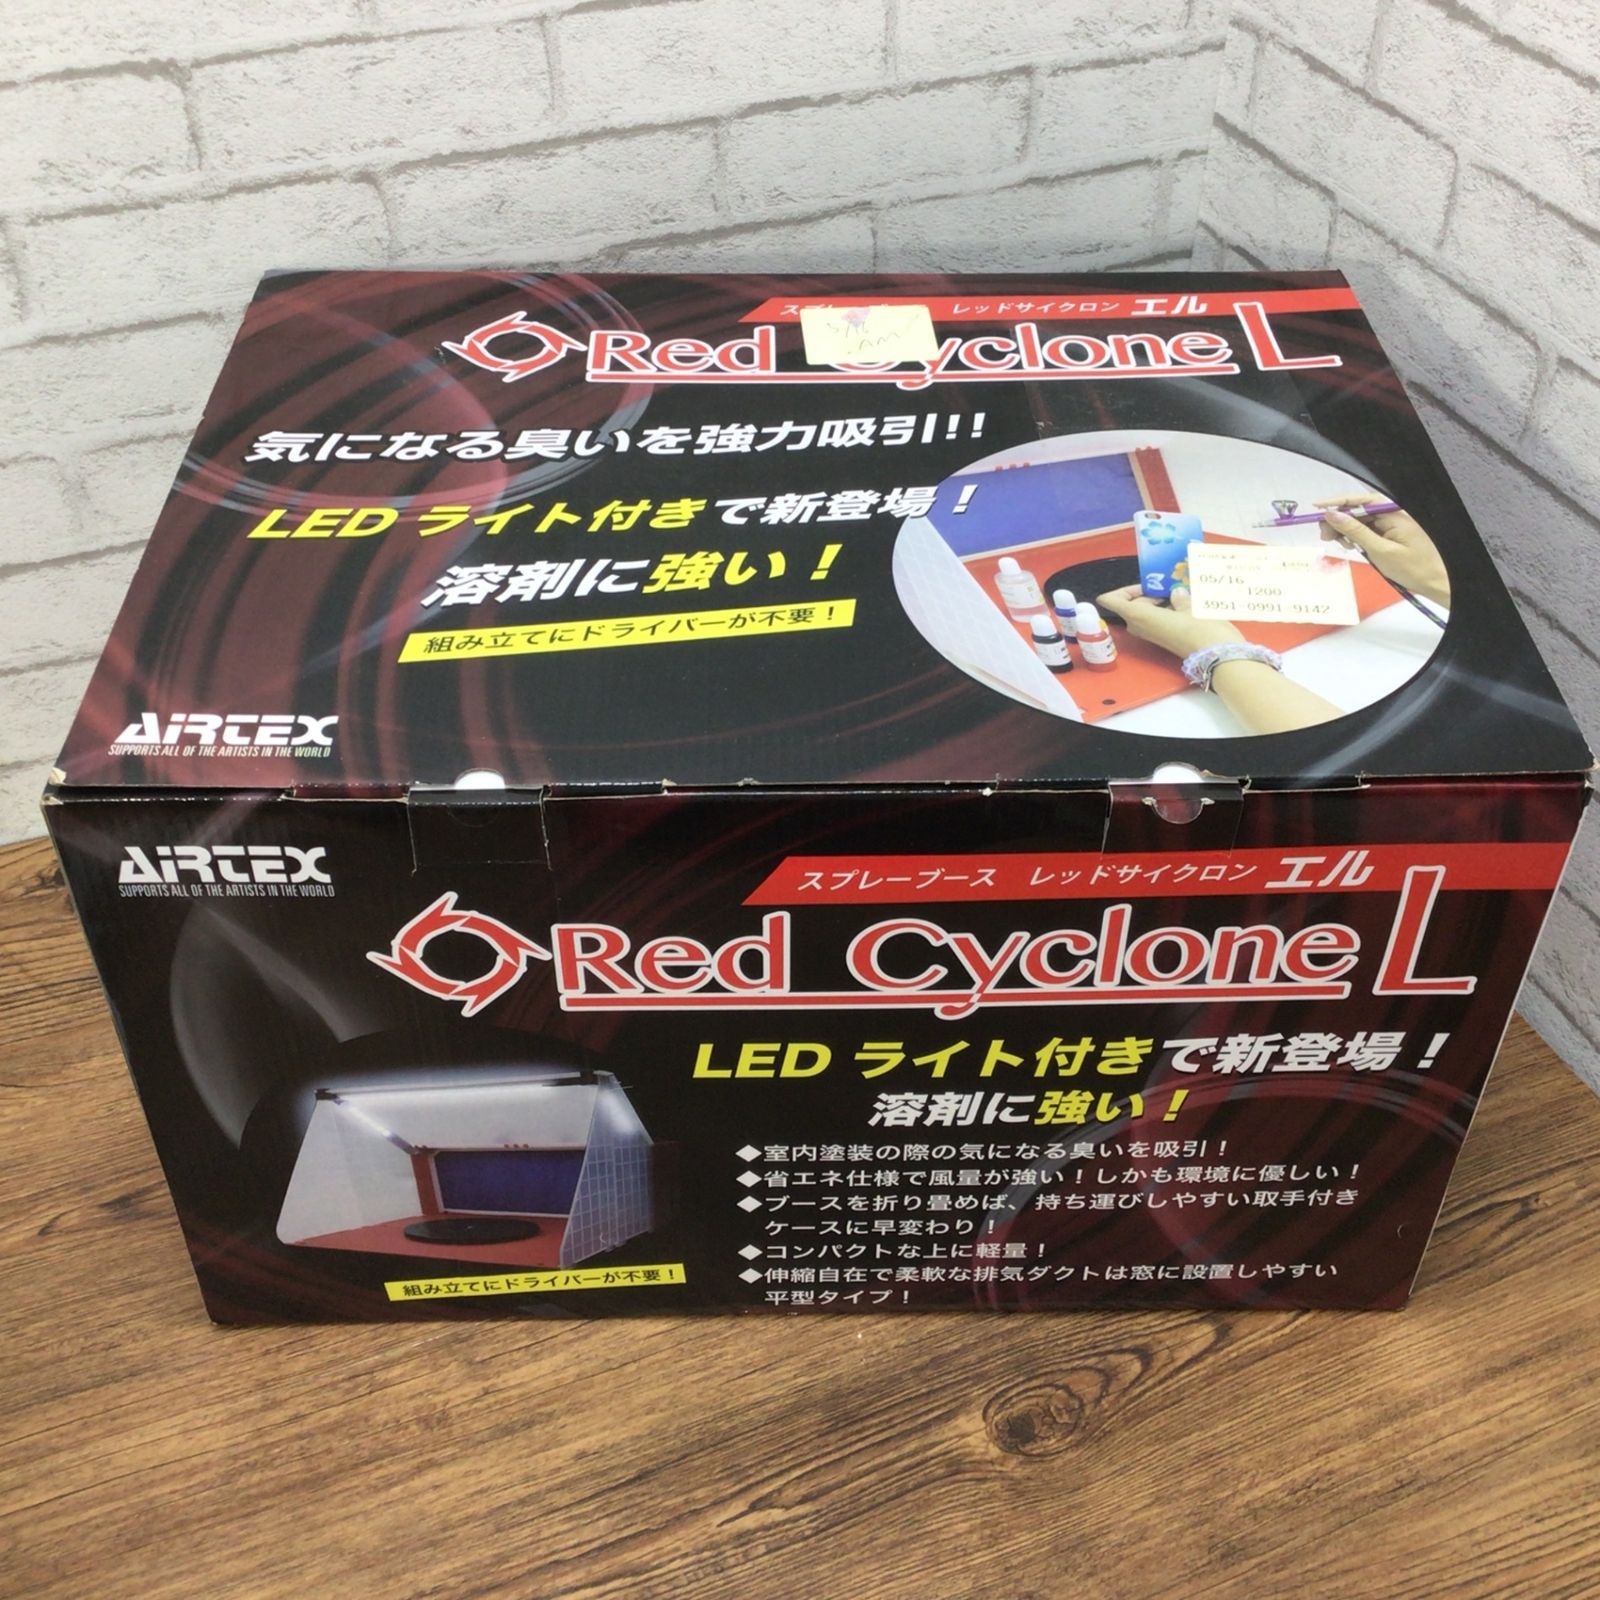 スプレーブース レッドサイクロン エル
Red Cyclone L
5/16
AM
気になる臭いを強力吸引!!
LED ライト付きで新登場！
溶剤に強い！
組み立てにドライバーが不要！
05/16
1200
3951-0991-9142
AIRTEX
SUPPORTS ALL OF THE ARTISTS IN THE WORLD
AIRTEX
SUPPORTS ALL OF THE ARTISTS IN THE WORLD
スプレーブース レッドサイクロン エル
Red Cyclone L
LED ライト付きで新登場！
溶剤に強い！
◆室内塗装の際の気になる臭いを吸引！
◆省エネ仕様で風量が強い！しかも環境に優しい！
◆ブースを折り畳めば、持ち運びしやすい取手付き
ケースに早変わり！
◆コンパクトな上に軽量！
◆伸縮自在で柔軟な排気ダクトは窓に設置しやすい
平型タイプ！
組み立てにドライバーが不要！